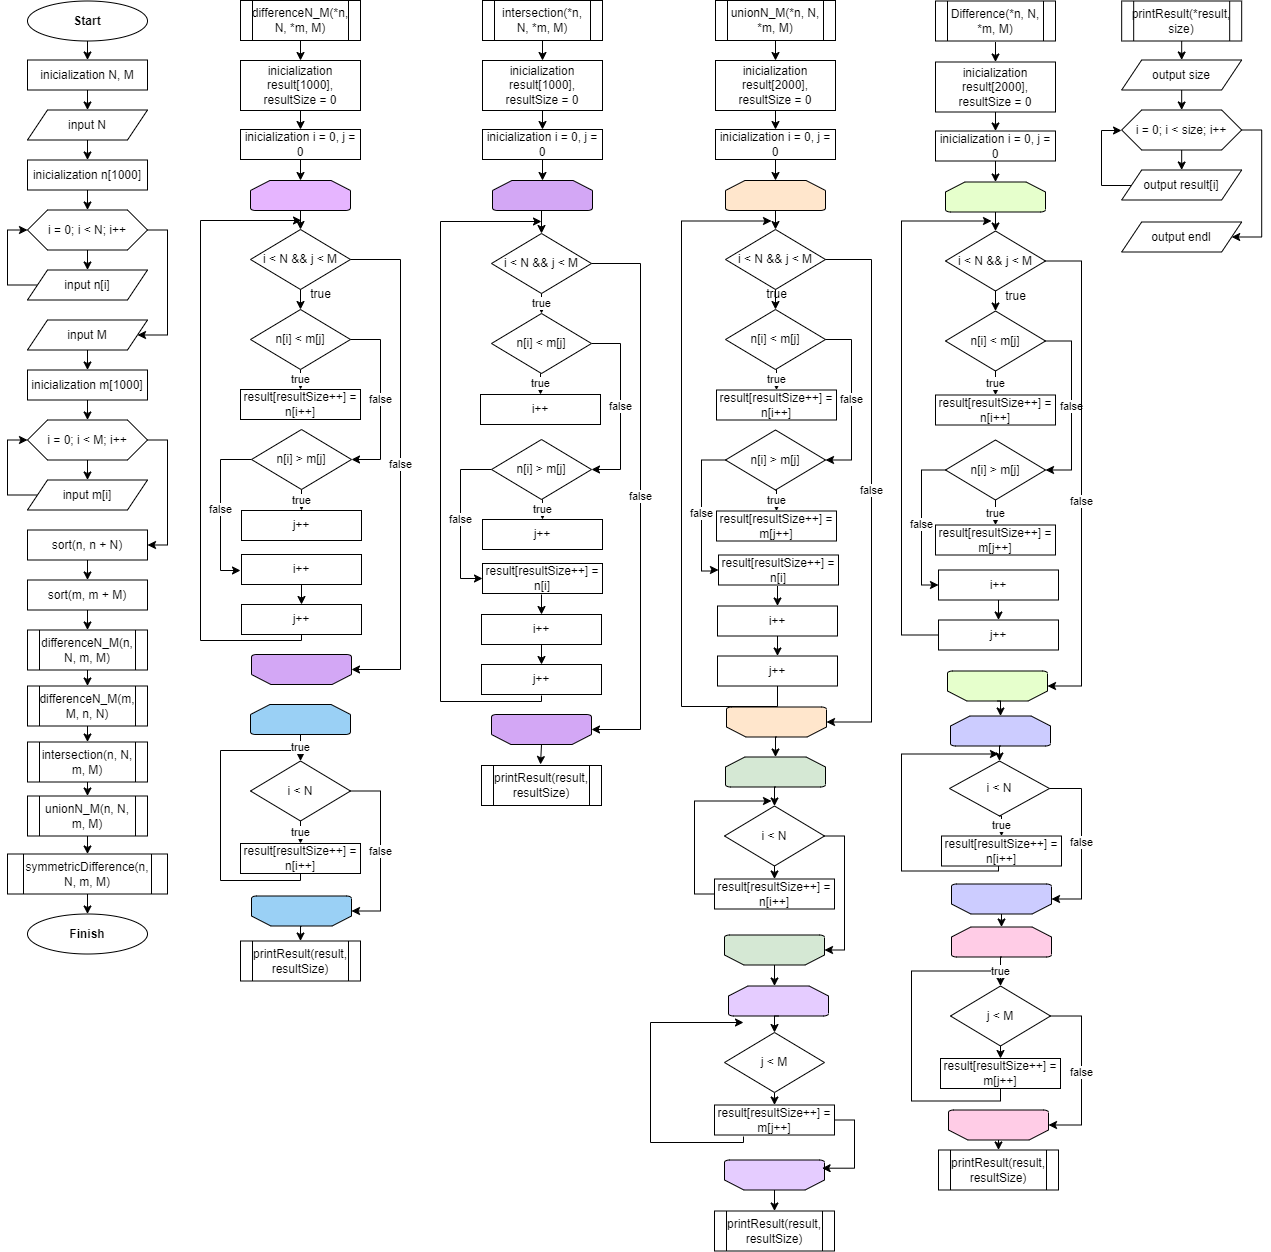 Start
inicialization N, M
input N
inicialization n[1000]
i = 0; i < N; i++
input n[i]
input M
inicialization m[1000]
i = 0; i < M; i++
input m[i]
sort(n, n + N)
sort(m, m + M)
differenceN_M(n,
N, m, M)
differenceN_M(m,
M, n, N)
intersection(n, N,
m, M)
unionN_M(n, N,
m, M)
symmetricDifference(n,
N, m, M)
Finish
differenceN_M(*n,
N, *m, M)
inicialization
result[1000],
resultSize = 0
inicialization i = 0, j =
0
i < N && j < M
true
n[i] < m[j]
true
false
result[resultSize++] =
n[i++]
n[i] > m[j]
false
true
false
j++
i++
j++
true
i < N
true
false
result[resultSize++] =
n[i++]
printResult(result,
resultSize)
intersection(*n,
N, *m, M)
inicialization
result[1000],
resultSize = 0
inicialization i = 0, j =
0
i < N && j < M
true
n[i] < m[j]
true
false
i++
n[i] > m[j]
false
true
false
j++
result[resultSize++] =
n[i]
i++
j++
printResult(result,
resultSize)
unionN_M(*n, N,
*m, M)
inicialization
result[2000],
resultSize = 0
inicialization i = 0, j =
0
i < N && j < M
true
n[i] < m[j]
true
false
result[resultSize++] =
n[i++]
n[i] > m[j]
false
true
false
result[resultSize++] =
m[j++]
result[resultSize++] =
n[i]
i++
j++
i < N
result[resultSize++] =
n[i++]
j < M
result[resultSize++] =
m[j++]
printResult(result,
resultSize)
Difference(*n, N,
*m, M)
inicialization
result[2000],
resultSize = 0
inicialization i = 0, j =
0
i < N && j < M
true
n[i] < m[j]
true
false
result[resultSize++] =
n[i++]
n[i] > m[j]
false
true
false
result[resultSize++] =
m[j++]
i++
j++
i < N
true
false
result[resultSize++] =
n[i++]
true
j < M
false
result[resultSize++] =
m[j++]
printResult(result,
resultSize)
printResult(*result,
size)
output size
i = 0; i < size; i++
output result[i]
output endl